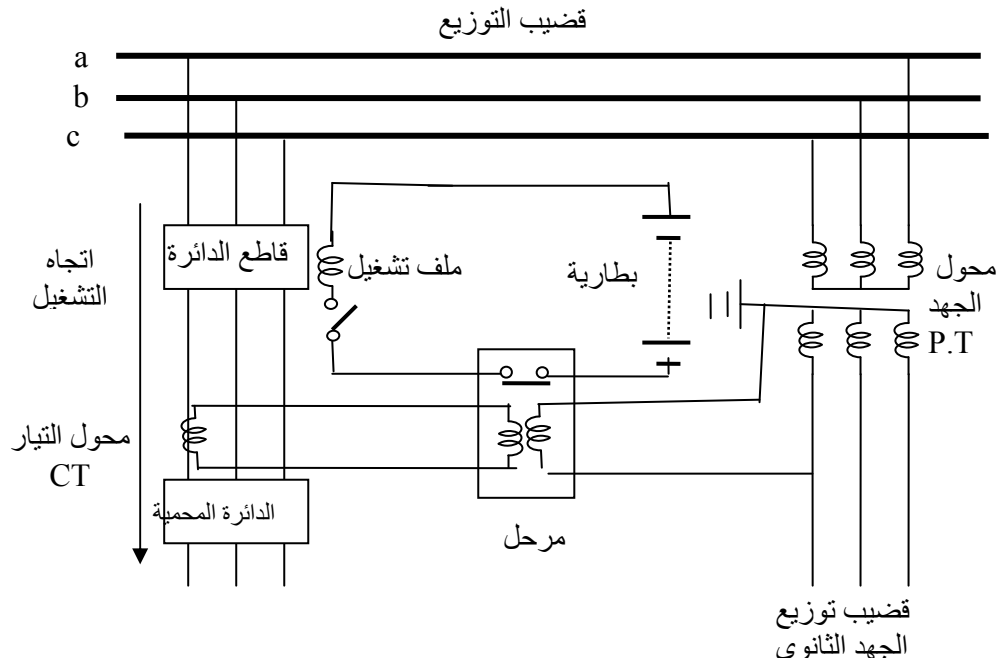 قضيب التوزيع
a
b
c
قاطع الدائرة
ملف تشغيل
بطارية
محول
الجهد
P.T
اتجاه
التشغيل
محول التيار
CT
الدائرة المحمية
مرحل
قضيب توزيع
الجهد الثانوي